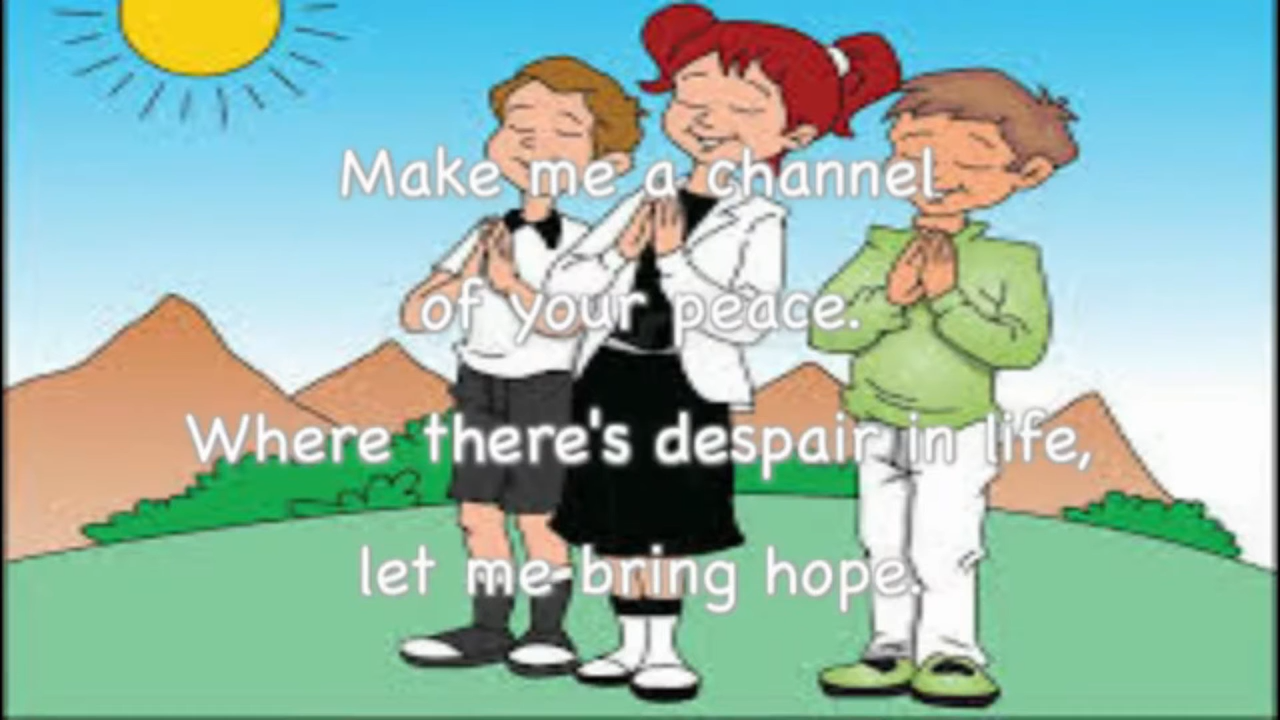 Make me a channel
of your peace.
Where there's despair in life,
let me bring hope.